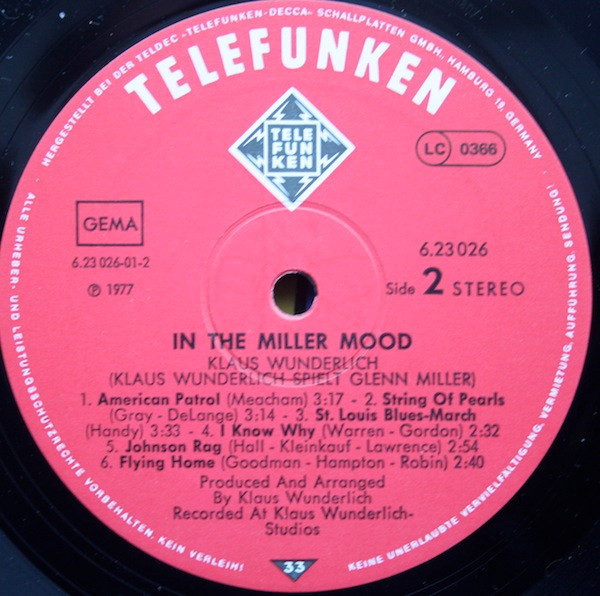 HERGESTELLT BEI DER TELDEC »TELEFUNKEN-DECCA« SCHALLPLATTEN GMBH., HAMBURG 19, GERMANY ·
TELEFUNKEN
TELE
FUN
KEN
LC 0366
GEMA
6.23 026-01-2
℗ 1977
6.23 026
Side 2 STEREO
IN THE MILLER MOOD
KLAUS WUNDERLICH
(KLAUS WUNDERLICH SPIELT GLENN MILLER)
1. American Patrol (Meacham) 3:17 - 2. String Of Pearls
(Gray - DeLange) 3:14 - 3. St. Louis Blues-March
(Handy) 3:33 - 4. I Know Why (Warren - Gordon) 2:32
5. Johnson Rag (Hall - Kleinkauf - Lawrence) 2:54
6. Flying Home (Goodman - Hampton - Robin) 2:40
Produced And Arranged
By Klaus Wunderlich
Recorded At Klaus Wunderlich-
Studios
33
ALLE URHEBER- UND LEISTUNGSSCHUTZRECHTE VORBEHALTEN. KEIN VERLEIH!
KEINE UNERLAUBTE VERVIELFÄLTIGUNG, VERMIETUNG, AUFFÜHRUNG, SENDUNG!